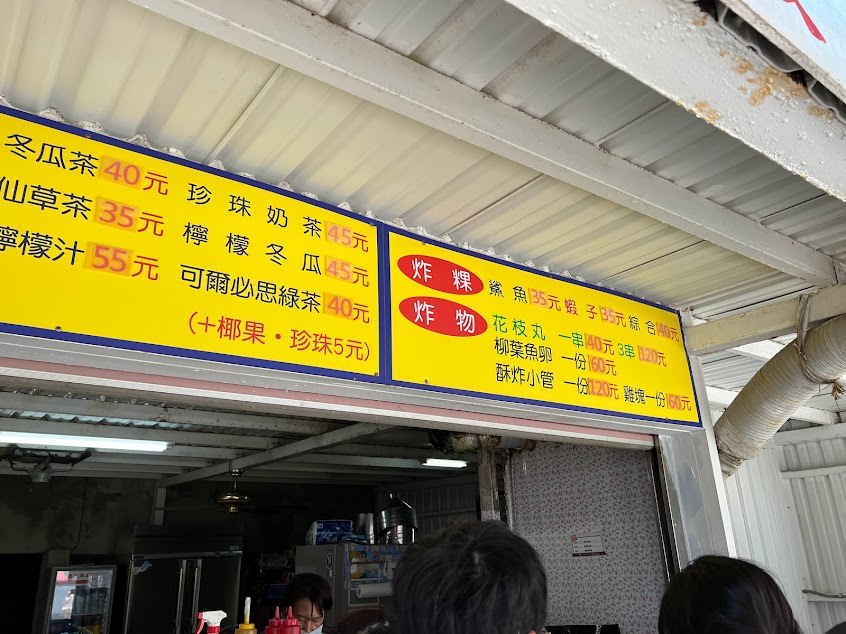 冬瓜茶40元 珍珠奶茶45元
仙草茶35元 檸檬冬瓜45元
檸檬汁55元 可爾必思綠茶40元
(+椰果·珍珠5元)
炸粿 鯊魚35元 蝦子35元 綜合40元
炸物 花枝丸 一串40元 3串120元
柳葉魚卵 一份60元
酥炸小管 一份120元 雞塊一份60元